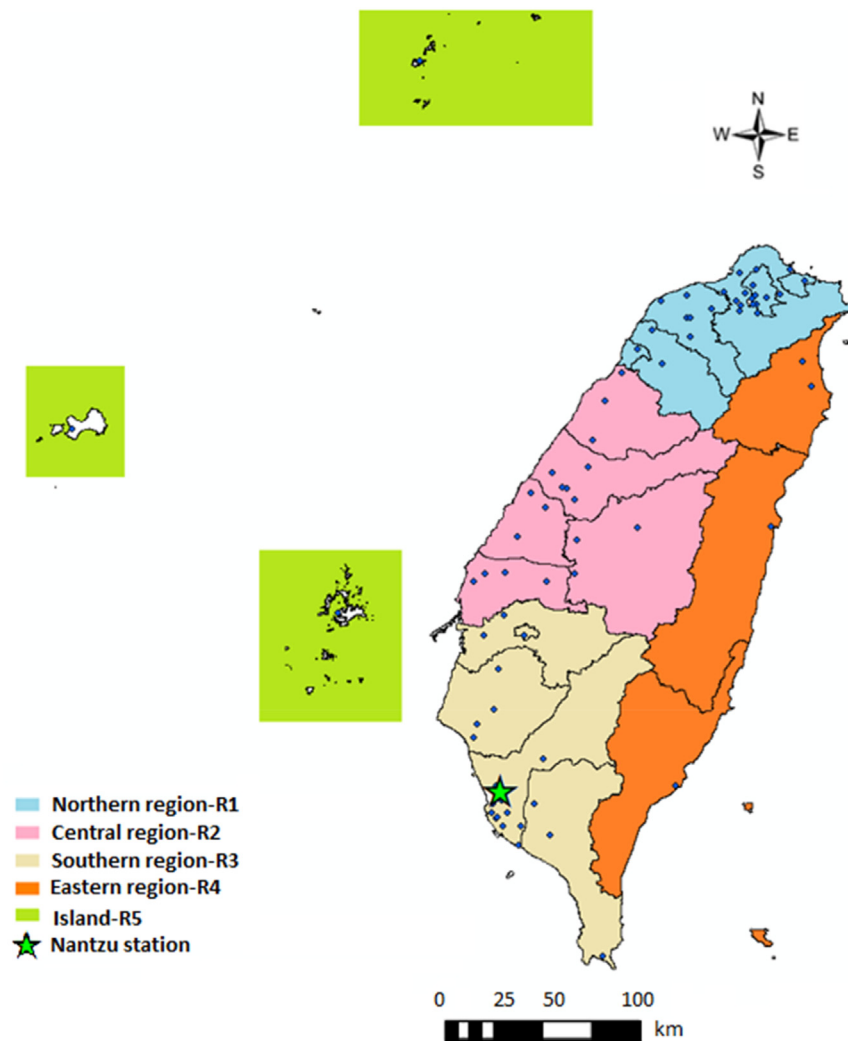 N
W E
S
Northern region-R1
Central region-R2
Southern region-R3
Eastern region-R4
Island-R5
Nantzu station
0 25 50 100
km